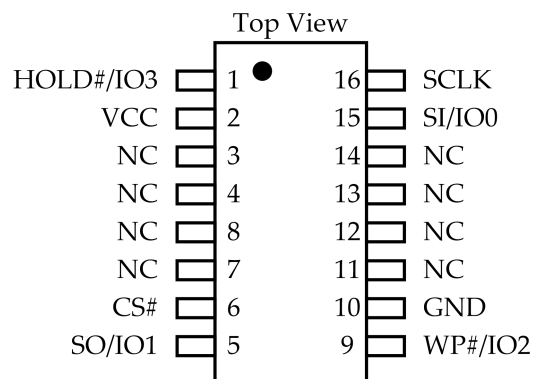 Top View
HOLD#/IO3 1 16 SCLK
VCC 2 15 SI/IO0
NC 3 14 NC
NC 4 13 NC
NC 8 12 NC
NC 7 11 NC
CS# 6 10 GND
SO/IO1 5 9 WP#/IO2